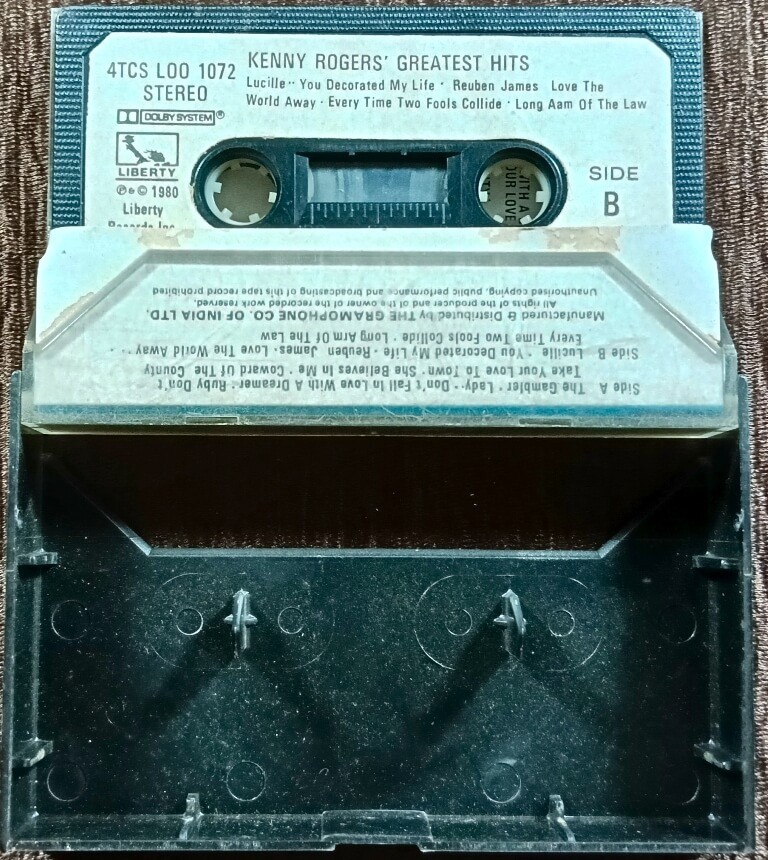 KENNY ROGERS' GREATEST HITS
4TCS LOO 1072
STEREO
Lucille·· You Decorated My Life · Reuben James Love The
World Away · Every Time Two Fools Collide · Long Aam Of The Law
DOLBY SYSTEM®
LIBERTY
℗&© 1980
Liberty
Records Inc
SIDE
B
WITH A
OUR LOVE
Side A The Gambler· Lady·· Don't Fall In Love With A Dreamer· Ruby Don't
Take Your Love To Town· She Believes In Me · Coward Of The County
Side B Lucille · You Decorated My Life · Reuben James· Love The World Away ··
Every Time Two Fools Collide · Long Arm Of The Law
Manufactured & Distributed by THE GRAMOPHONE CO. OF INDIA LTD.
All rights of the producer and of the owner of the recorded work reserved.
Unauthorised copying, public performance and broadcasting of this tape record prohibited